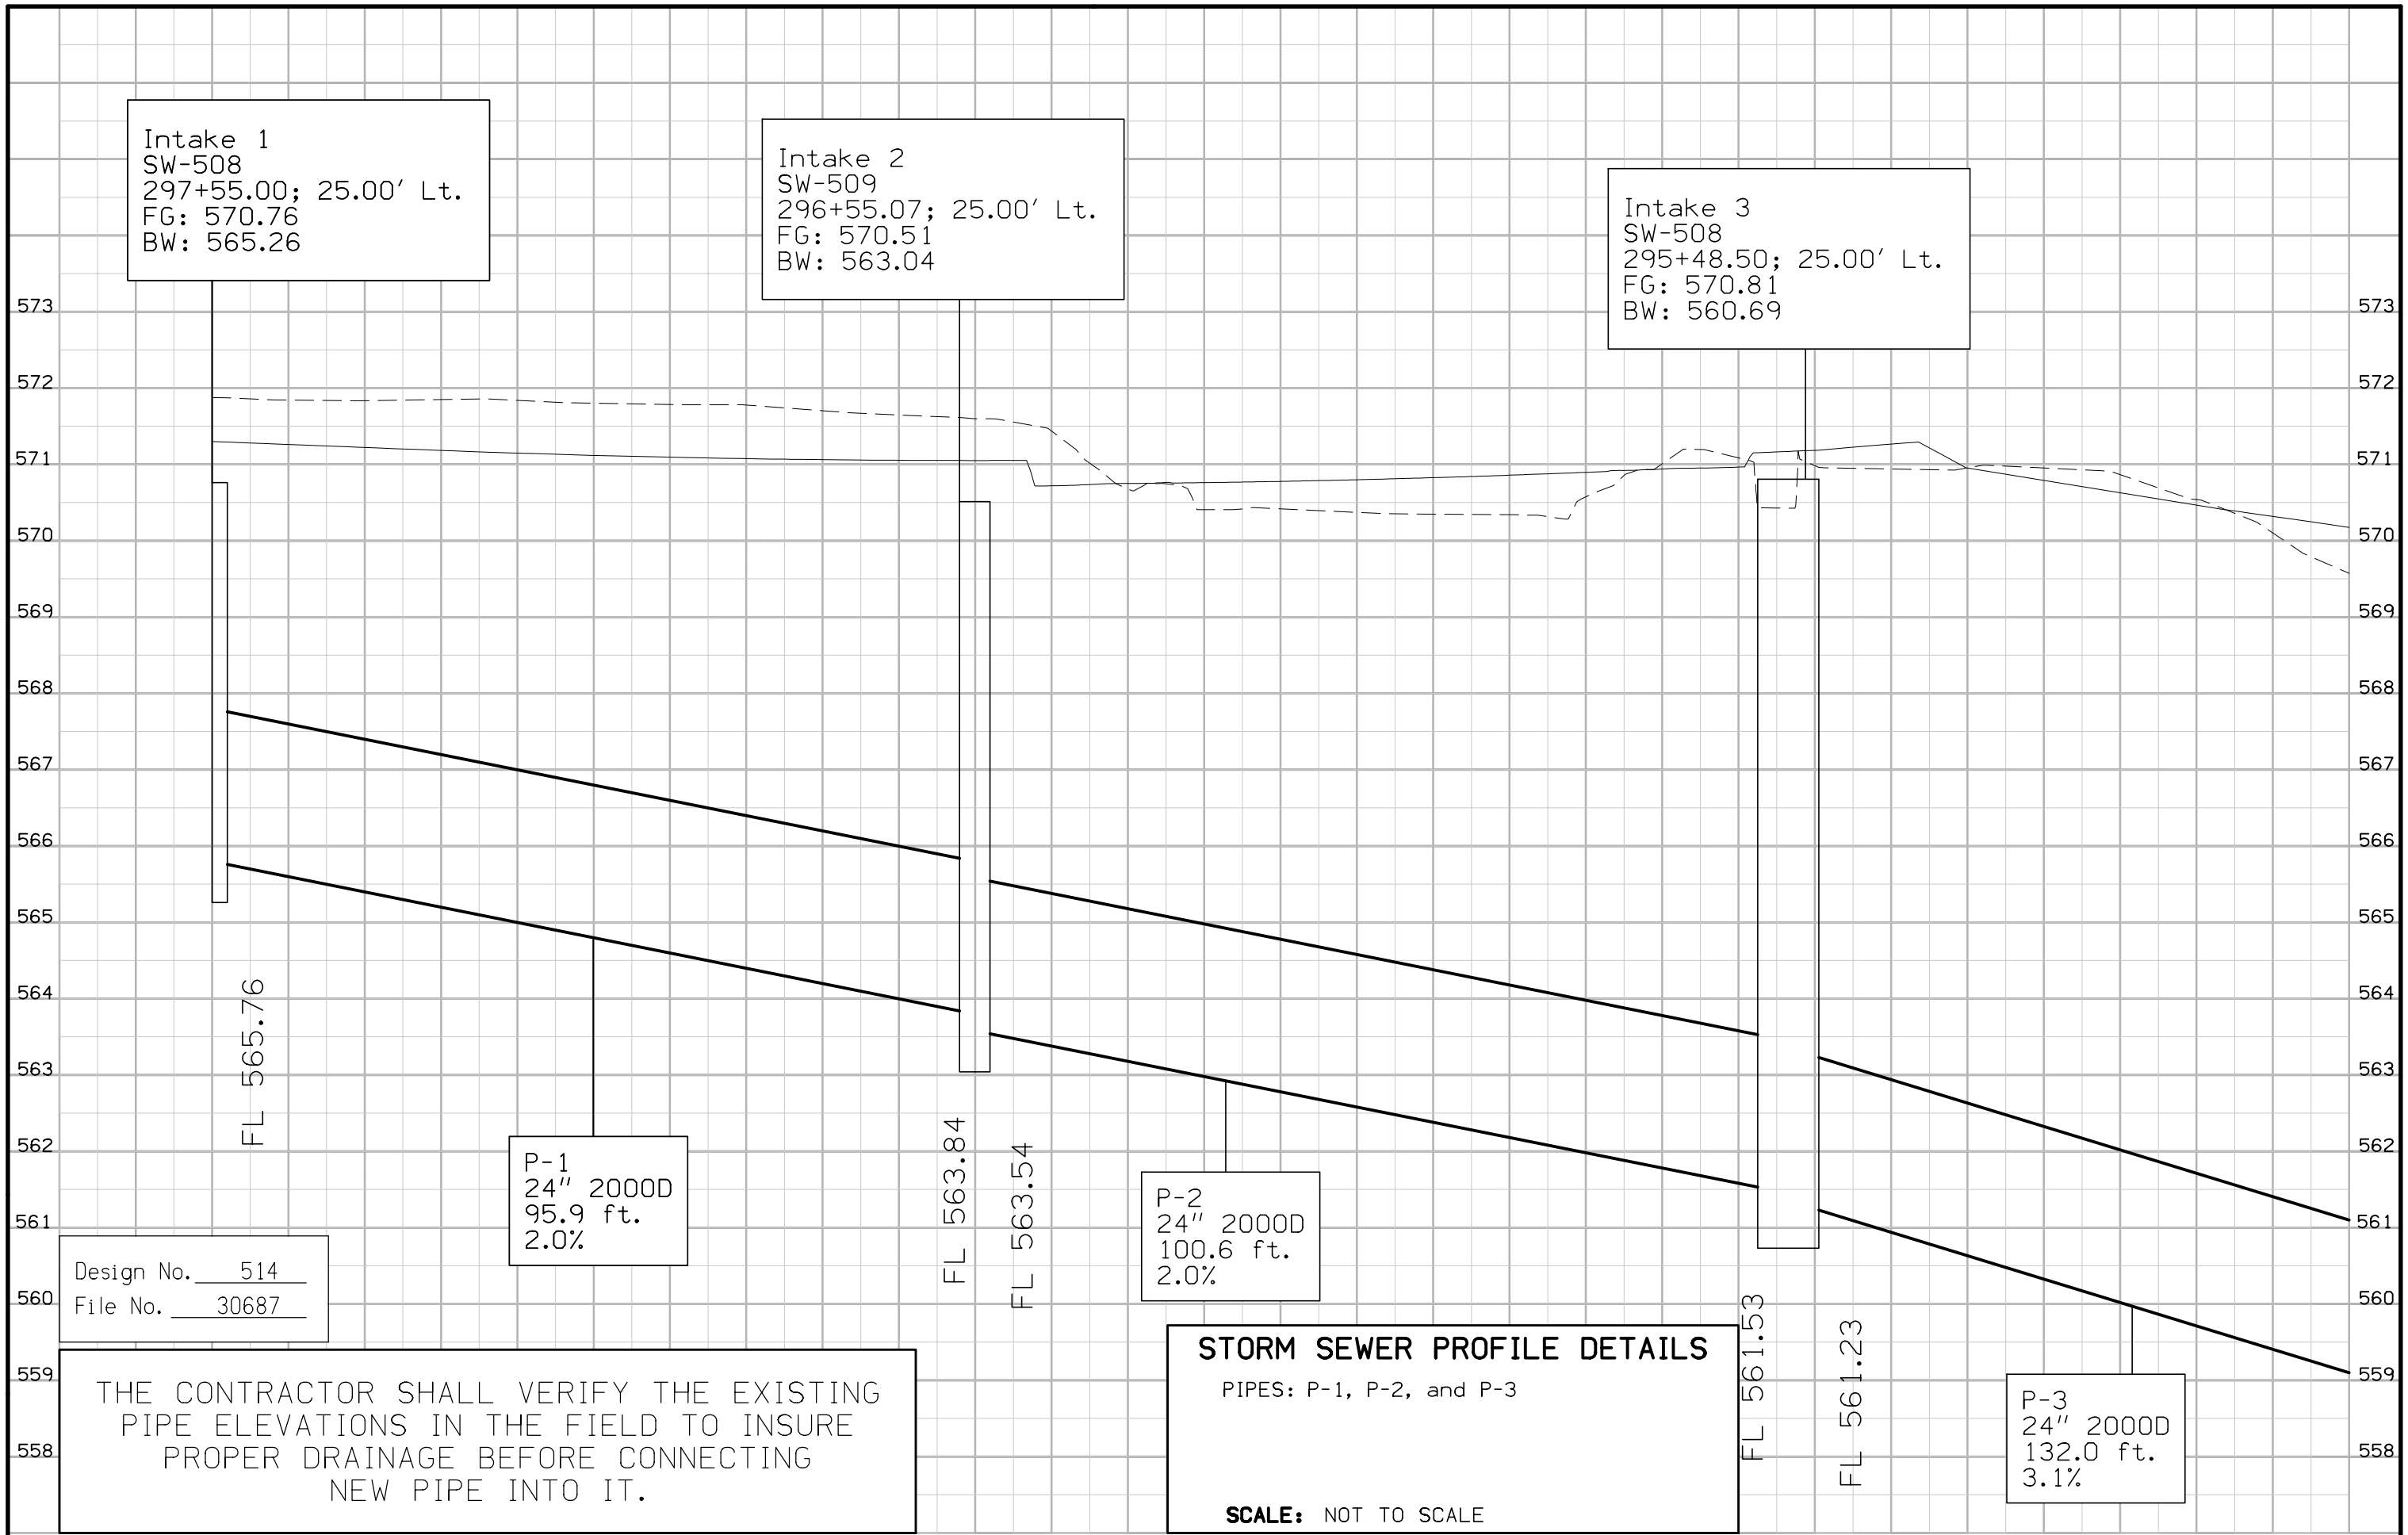 Intake 1
SW-508
297+55.00; 25.00' Lt.
FG: 570.76
BW: 565.26
Intake 2
SW-509
296+55.07; 25.00' Lt.
FG: 570.51
BW: 563.04
Intake 3
SW-508
295+48.50; 25.00' Lt.
FG: 570.81
BW: 560.69
573 573
572 572
571 571
570 570
569 569
568 568
567 567
566 566
565 565
564 564
563 563
562 562
561 561
560 560
559 559
558 558
FL 565.76
FL 563.84
FL 563.54
FL 561.53
FL 561.23
P-1
24" 2000D
95.9 ft.
2.0%
P-2
24" 2000D
100.6 ft.
2.0%
P-3
24" 2000D
132.0 ft.
3.1%
Design No. 514
File No. 30687
THE CONTRACTOR SHALL VERIFY THE EXISTING
PIPE ELEVATIONS IN THE FIELD TO INSURE
PROPER DRAINAGE BEFORE CONNECTING
NEW PIPE INTO IT.
STORM SEWER PROFILE DETAILS
PIPES: P-1, P-2, and P-3
SCALE: NOT TO SCALE